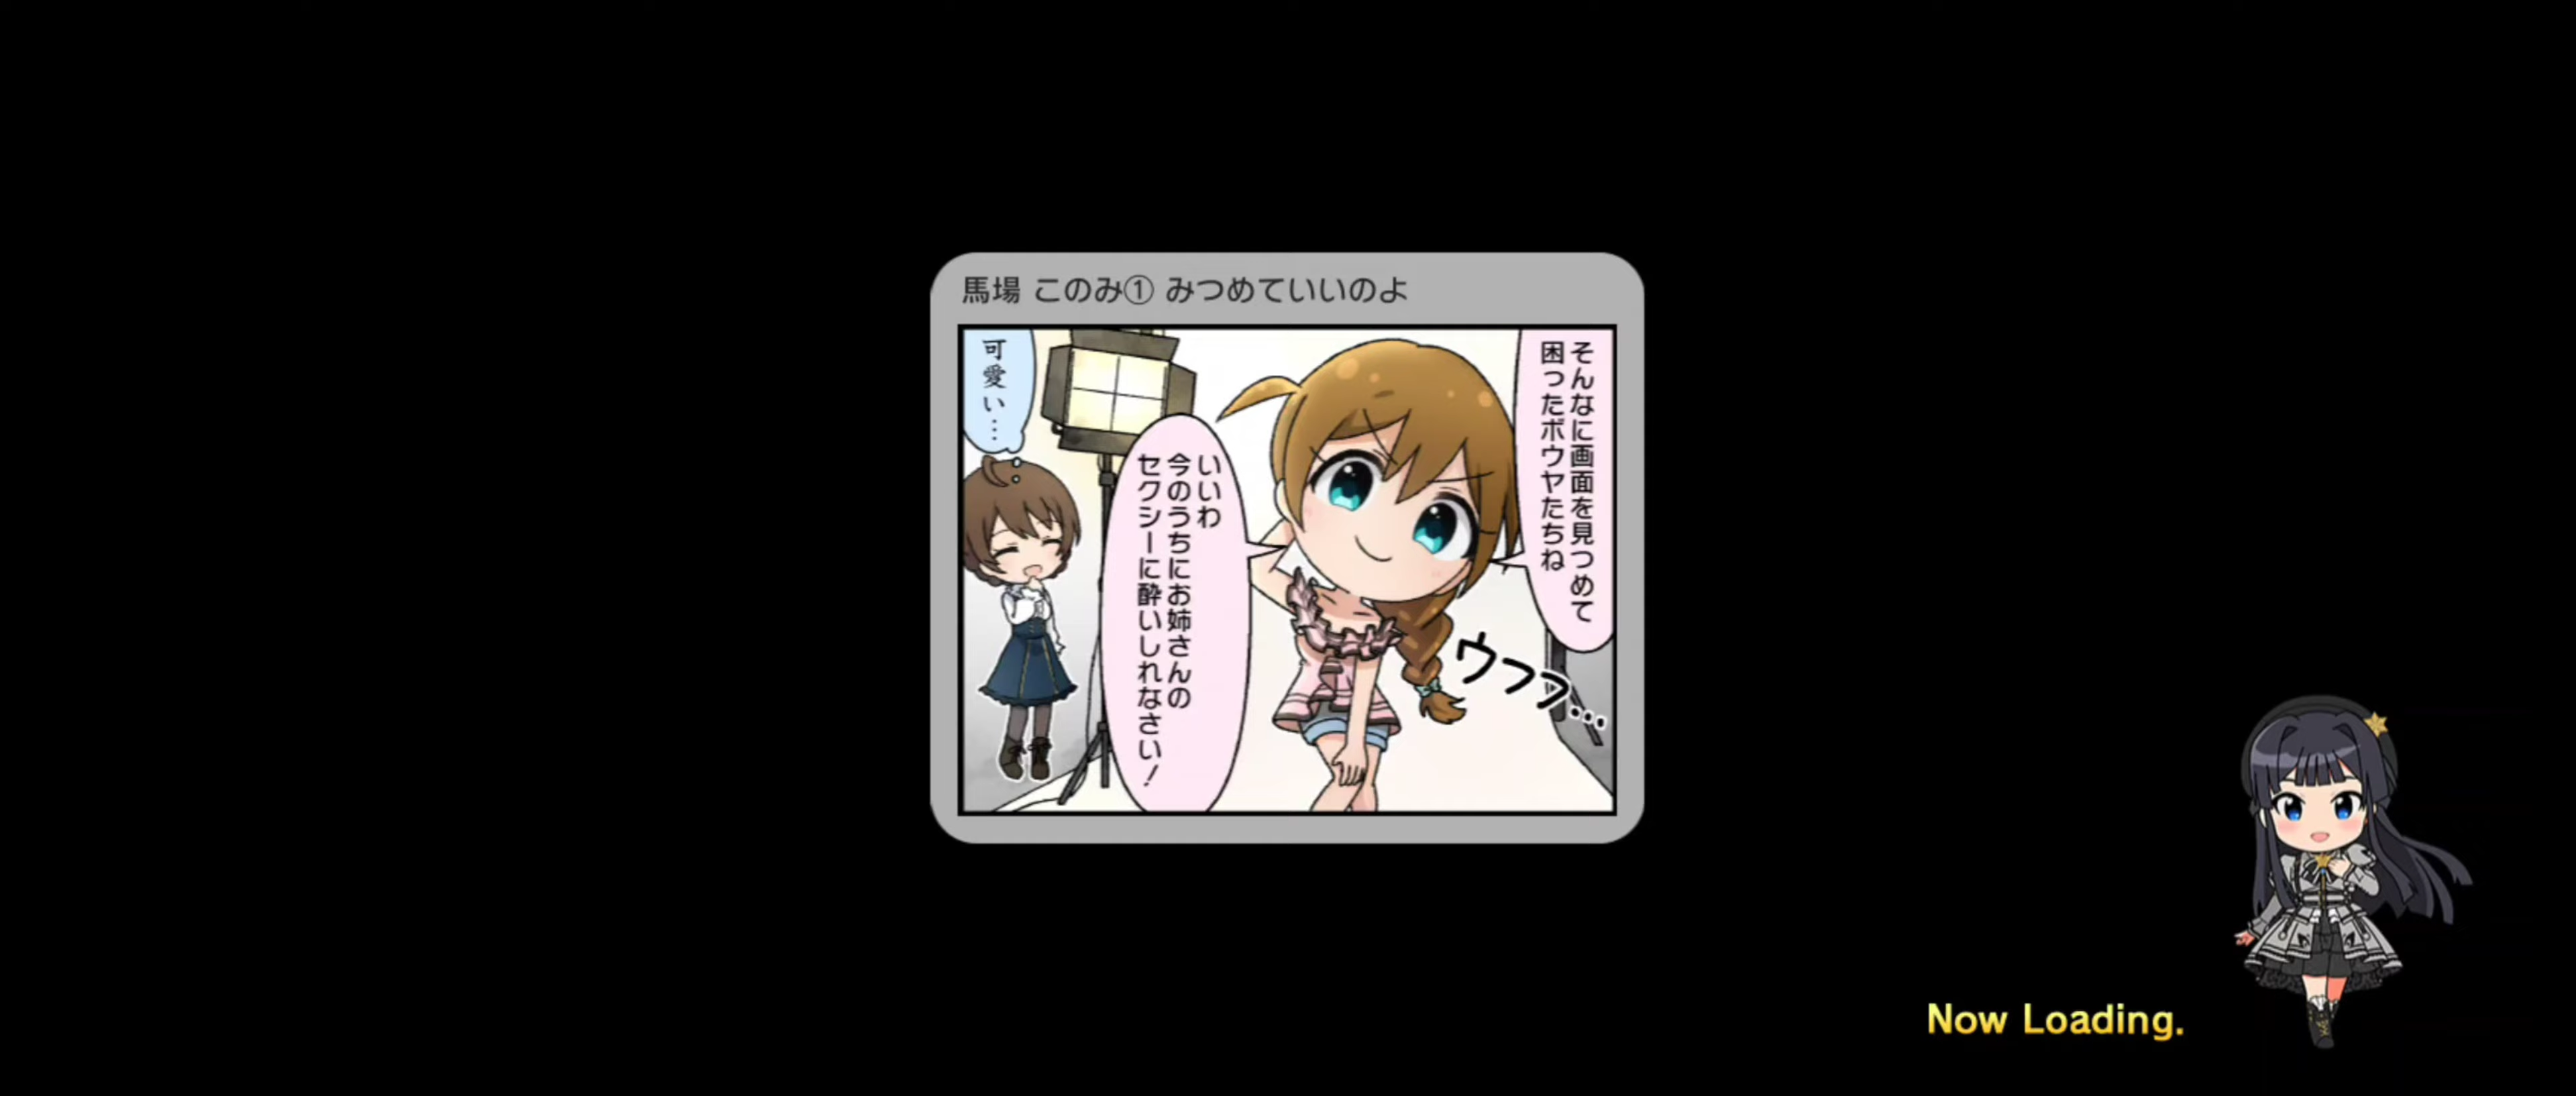 馬場 このみ① みつめていいのよ
そんなに画面を見つめて
困ったボウヤたちね
ウフフ…
いいわ
今のうちにお姉さんの
セクシーに酔いしれなさい!
可愛い…
Now Loading.